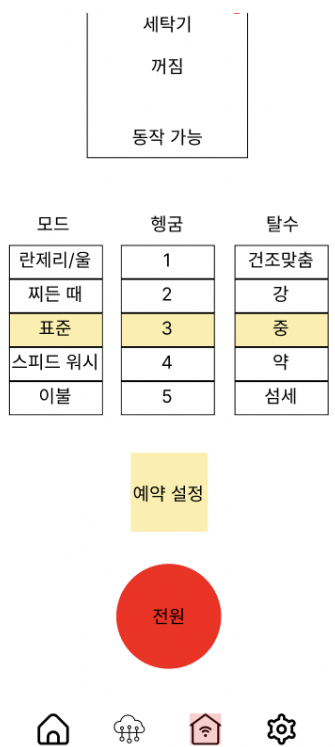 세탁기
꺼짐
동작 가능
모드 헹굼 탈수
란제리/울 1 건조맞춤
찌든 때 2 강
표준 3 중
스피드 워시 4 약
이불 5 섬세
예약 설정
전원